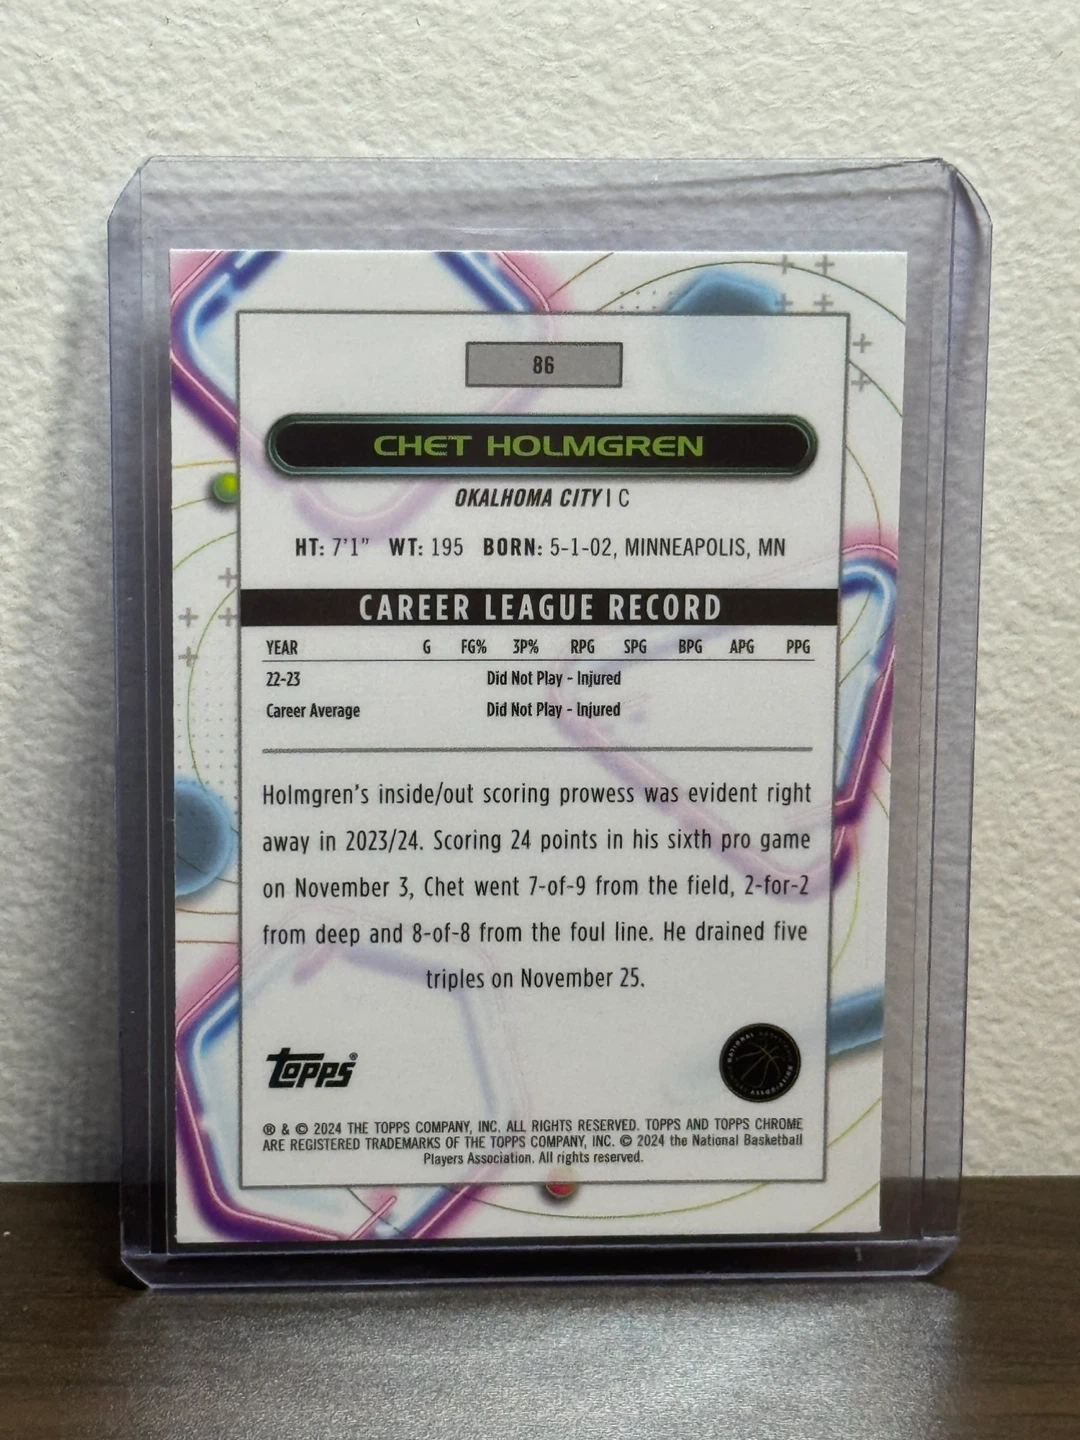 86
CHET HOLMGREN
OKALHOMA CITY | C
HT: 7'1" WT: 195 BORN: 5-1-02, MINNEAPOLIS, MN
CAREER LEAGUE RECORD
YEAR G FG% 3P% RPG SPG BPG APG PPG
22-23 Did Not Play - Injured
Career Average Did Not Play - Injured
Holmgren's inside/out scoring prowess was evident right
away in 2023/24. Scoring 24 points in his sixth pro game
on November 3, Chet went 7-of-9 from the field, 2-for-2
from deep and 8-of-8 from the foul line. He drained five
triples on November 25.
topps®
NATIONAL
® & © 2024 THE TOPPS COMPANY, INC. ALL RIGHTS RESERVED. TOPPS AND TOPPS CHROME
ARE REGISTERED TRADEMARKS OF THE TOPPS COMPANY, INC. © 2024 the National Basketball
Players Association. All rights reserved.